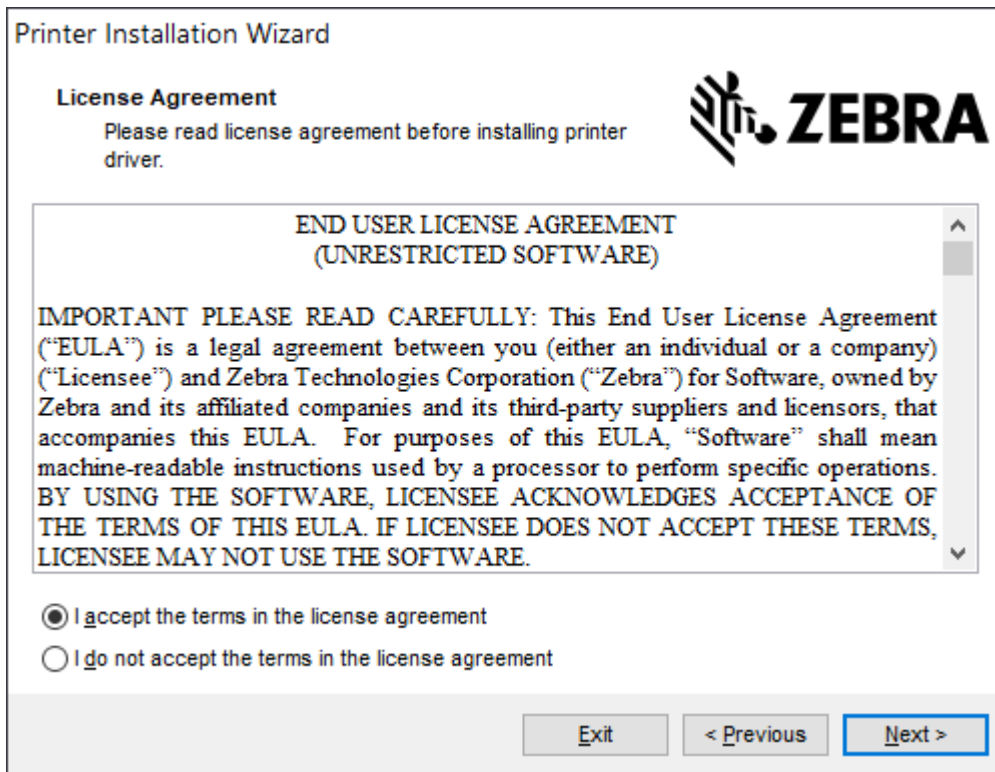 Printer Installation Wizard
License Agreement
Please read license agreement before installing printer
driver.
ZEBRA
END USER LICENSE AGREEMENT
(UNRESTRICTED SOFTWARE)
IMPORTANT PLEASE READ CAREFULLY: This End User License Agreement
(“EULA”) is a legal agreement between you (either an individual or a company)
(“Licensee”) and Zebra Technologies Corporation (“Zebra”) for Software, owned by
Zebra and its affiliated companies and its third-party suppliers and licensors, that
accompanies this EULA.  For purposes of this EULA, “Software” shall mean
machine-readable instructions used by a processor to perform specific operations.
BY USING THE SOFTWARE, LICENSEE ACKNOWLEDGES ACCEPTANCE OF
THE TERMS OF THIS EULA. IF LICENSEE DOES NOT ACCEPT THESE TERMS,
LICENSEE MAY NOT USE THE SOFTWARE.
I accept the terms in the license agreement
I do not accept the terms in the license agreement
Exit
< Previous
Next >